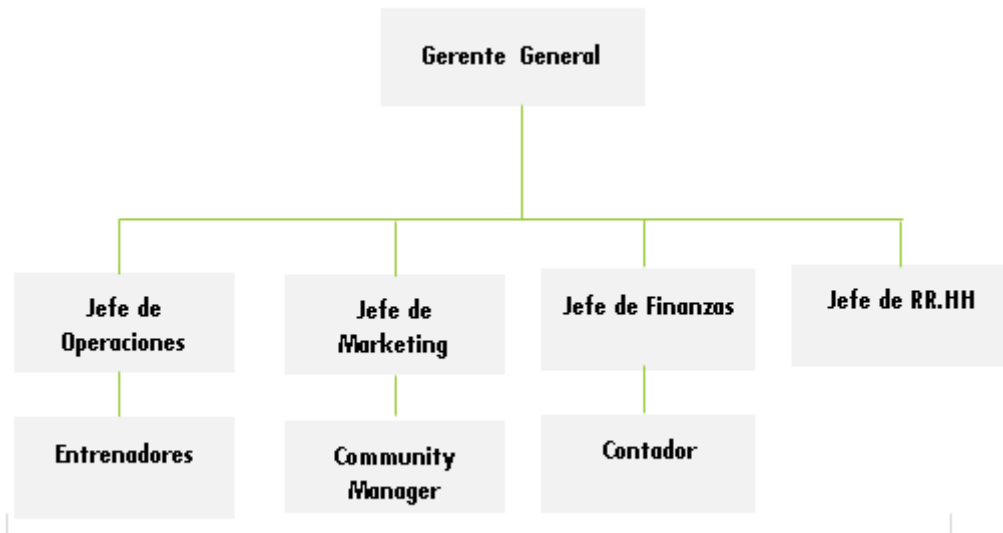 Gerente General
Jefe de
Operaciones
Jefe de
Marketing
Jefe de Finanzas
Jefe de RR.HH
Entrenadores
Community
Manager
Contador